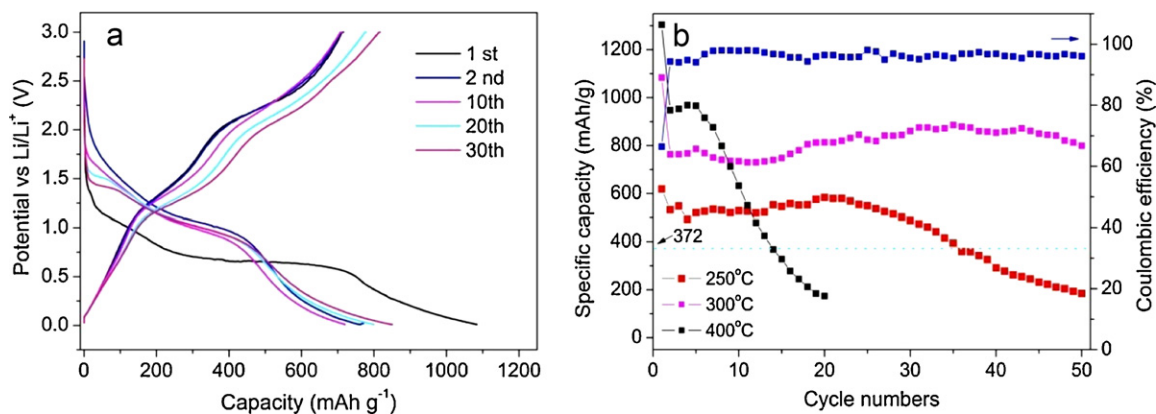 a
3.0
2.5
2.0
1.5
1.0
0.5
0.0
Potential vs Li/Li+ (V)
1 st
2 nd
10th
20th
30th
0 200 400 600 800 1000 1200
Capacity (mAh g-1)
b
1200
1000
800
600
400
200
0
Specific capacity (mAh/g)
372
250°C
300°C
400°C
0 10 20 30 40 50
Cycle numbers
100
80
60
40
20
0
Coulombic efficiency (%)